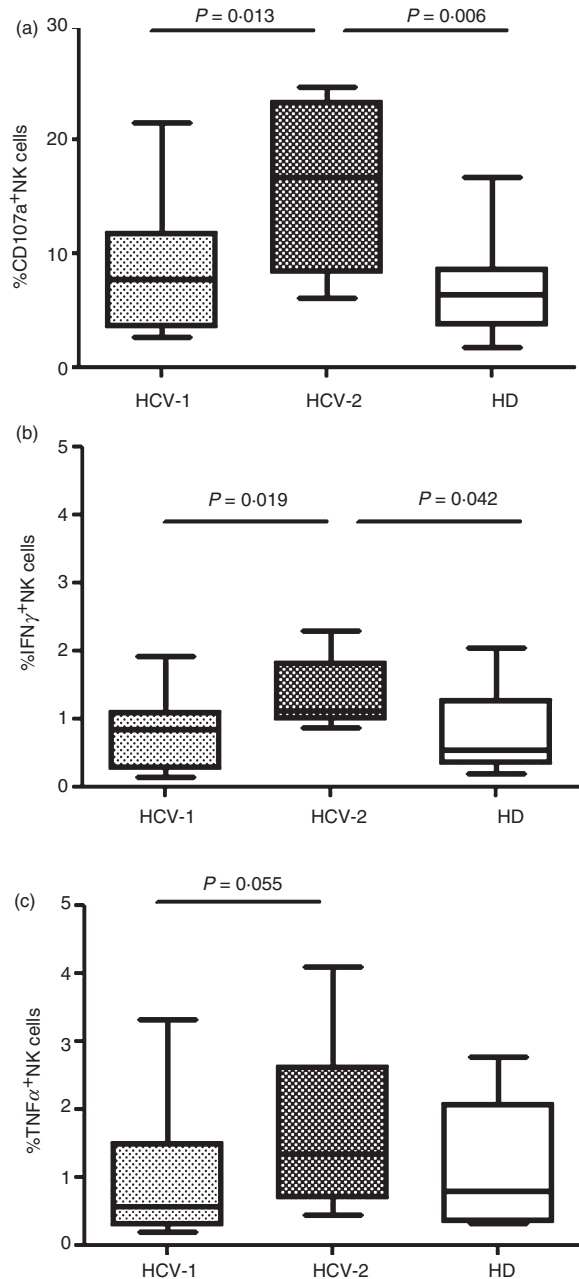 (a)
P = 0·013 P = 0·006
30
20
10
0
%CD107a⁺NK cells
HCV-1 HCV-2 HD
(b)
5
P = 0·019 P = 0·042
4
3
2
1
0
%IFNγ⁺NK cells
HCV-1 HCV-2 HD
(c)
P = 0·055
5
4
3
2
1
0
%TNFα⁺NK cells
HCV-1 HCV-2 HD